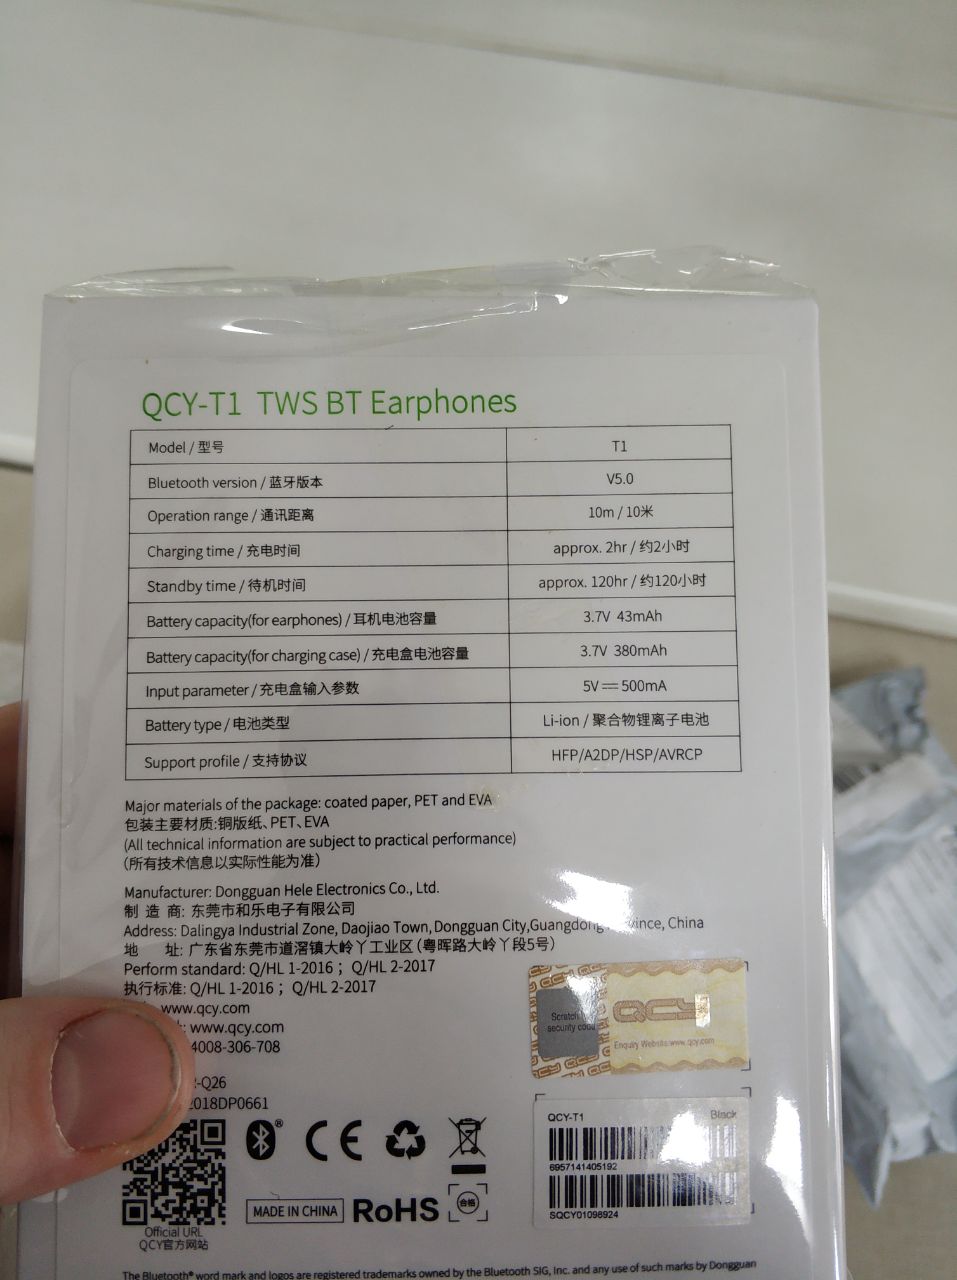 QCY-T1 TWS BT Earphones
Model / 型号 T1
Bluetooth version / 蓝牙版本 V5.0
Operation range / 通讯距离 10m / 10米
Charging time / 充电时间 approx. 2hr / 约2小时
Standby time / 待机时间 approx. 120hr / 约120小时
Battery capacity(for earphones) / 耳机电池容量 3.7V 43mAh
Battery capacity(for charging case) / 充电盒电池容量 3.7V 380mAh
Input parameter / 充电盒输入参数 5V⎓500mA
Battery type / 电池类型 Li-ion / 聚合物锂离子电池
Support profile / 支持协议 HFP/A2DP/HSP/AVRCP
Major materials of the package: coated paper, PET and EVA
包装主要材质:铜版纸、PET、EVA
(All technical information are subject to practical performance)
(所有技术信息以实际性能为准)
Manufacturer: Dongguan Hele Electronics Co., Ltd.
制 造 商: 东莞市和乐电子有限公司
Address: Dalingya Industrial Zone, Daojiao Town, Dongguan City,Guangdong ince, China
地 址: 广东省东莞市道滘镇大岭丫工业区(粤晖路大岭丫段5号)
Perform standard: Q/HL 1-2016 ; Q/HL 2-2017
执行标准: Q/HL 1-2016 ; Q/HL 2-2017
www.qcy.com
: www.qcy.com
4008-306-708
-Q26
2018DP0661
Scratch
security code
QCY
Enquiry Website:www.qcy.com
QCY-T1 Black
6957141405192
SQCY01098924
CE
MADE IN CHINA RoHS 合格
Official URL
QCY官方网站
The Bluetooth® word mark and logos are registered trademarks owned by the Bluetooth SIG, Inc. and any use of such marks by Dongguan